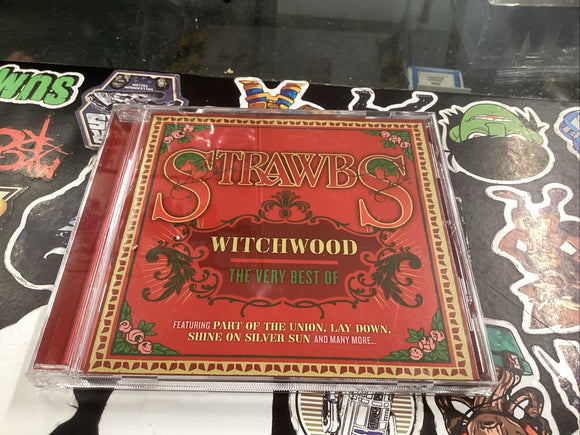 STRAWBS
WITCHWOOD
THE VERY BEST OF
FEATURING PART OF THE UNION, LAY DOWN,
SHINE ON SILVER SUN AND MANY MORE...